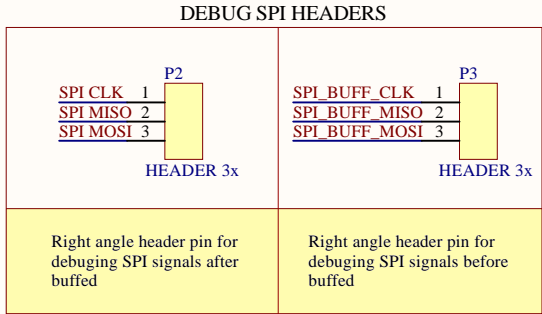 DEBUG SPI HEADERS
P2
SPI CLK 1
SPI MISO 2
SPI MOSI 3
HEADER 3x
P3
SPI_BUFF_CLK 1
SPI_BUFF_MISO 2
SPI_BUFF_MOSI 3
HEADER 3x
Right angle header pin for
debuging SPI signals after
buffed
Right angle header pin for
debuging SPI signals before
buffed